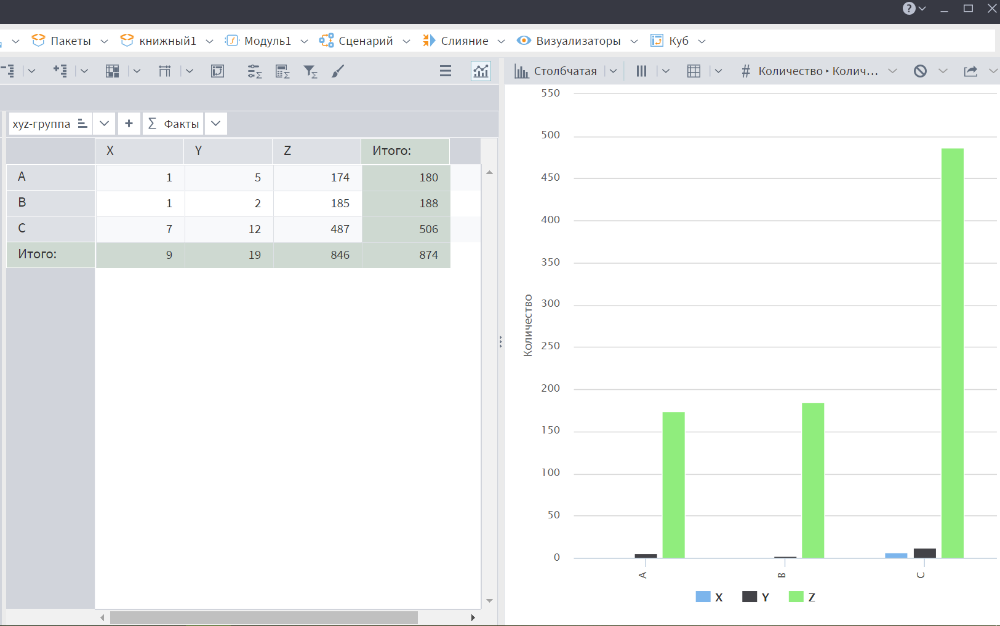 ?
Пакеты книжный1 Модуль1 Сценарий Слияние Визуализаторы Куб
Столбчатая # Количество ‣ Колич...
xyz-группа + Σ Факты
X Y Z Итого:
A 1 5 174 180
B 1 2 185 188
C 7 12 487 506
Итого: 9 19 846 874
Количество
550
500
450
400
350
300
250
200
150
100
50
0
A B C
X Y Z